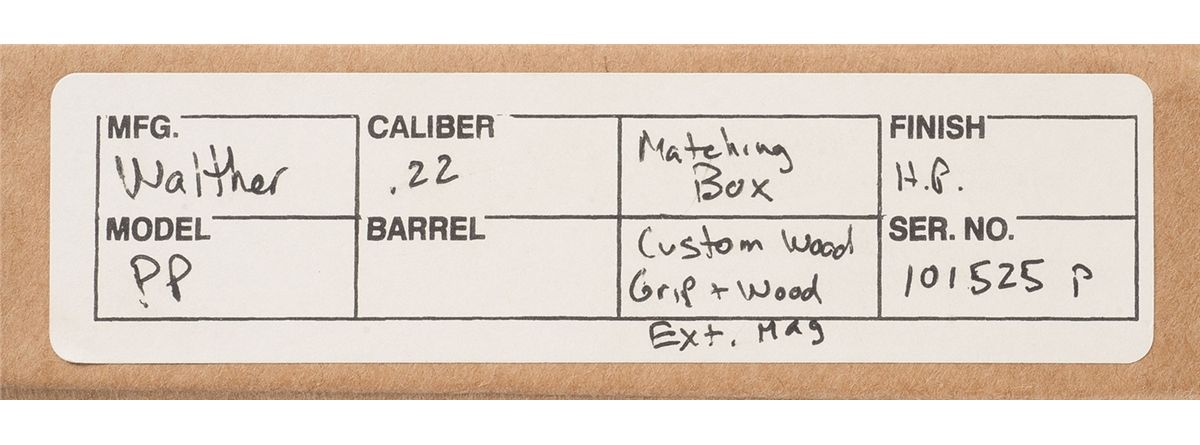 MFG. CALIBER Matching FINISH
Walther .22 Box H.P.
MODEL BARREL Custom Wood SER. NO.
PP Grip + Wood 101525 P
Ext. Mag